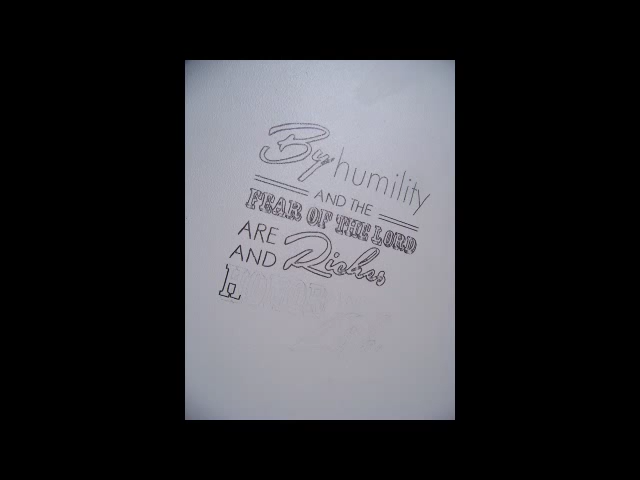 By humility
AND THE
FEAR OF THE LORD
ARE Riches
AND